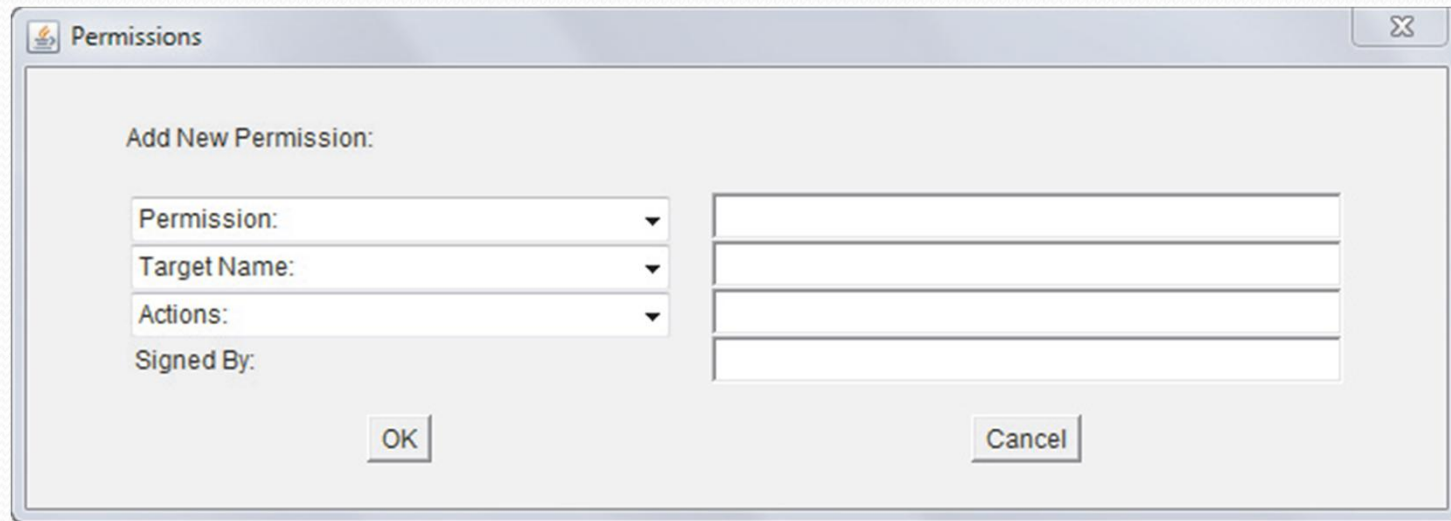 Permissions
Add New Permission:
Permission:
Target Name:
Actions:
Signed By:
OK Cancel